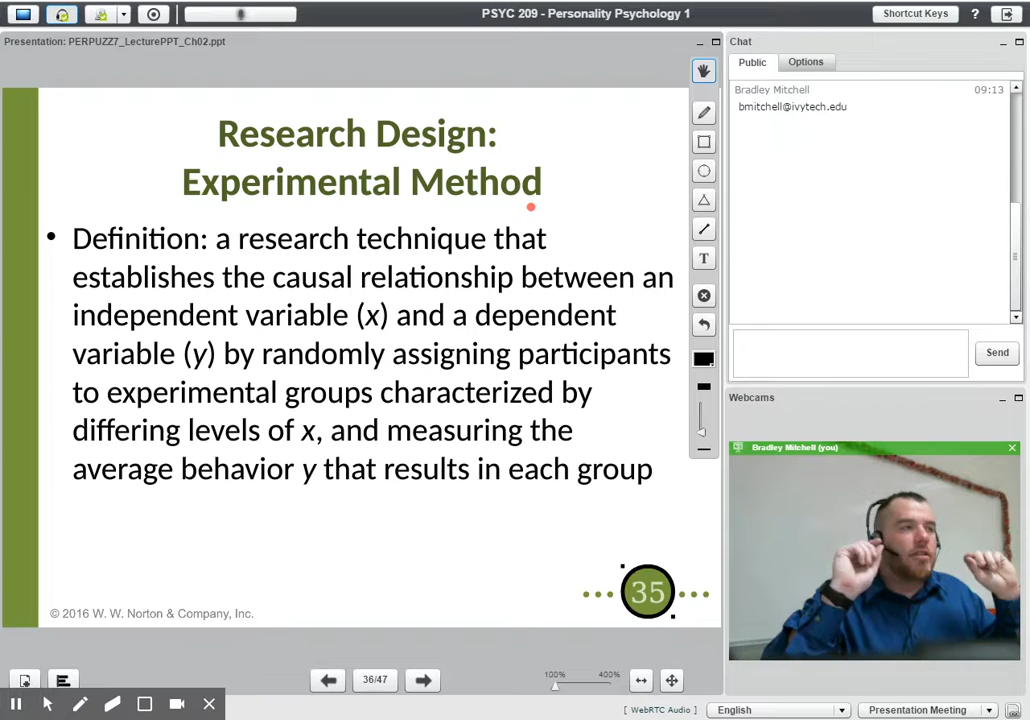 PSYC 209 - Personality Psychology 1
Shortcut Keys
?
Presentation: PERPUZZ7_LecturePPT_Ch02.ppt
Research Design:
Experimental Method
• Definition: a research technique that
establishes the causal relationship between an
independent variable (x) and a dependent
variable (y) by randomly assigning participants
to experimental groups characterized by
differing levels of x, and measuring the
average behavior y that results in each group
35
© 2016 W. W. Norton & Company, Inc.
T
36/47
100%
400%
Chat
Public
Options
Bradley Mitchell
09:13
bmitchell@ivytech.edu
Send
Webcams
Bradley Mitchell (you)
[ WebRTC Audio ]
English
Presentation Meeting